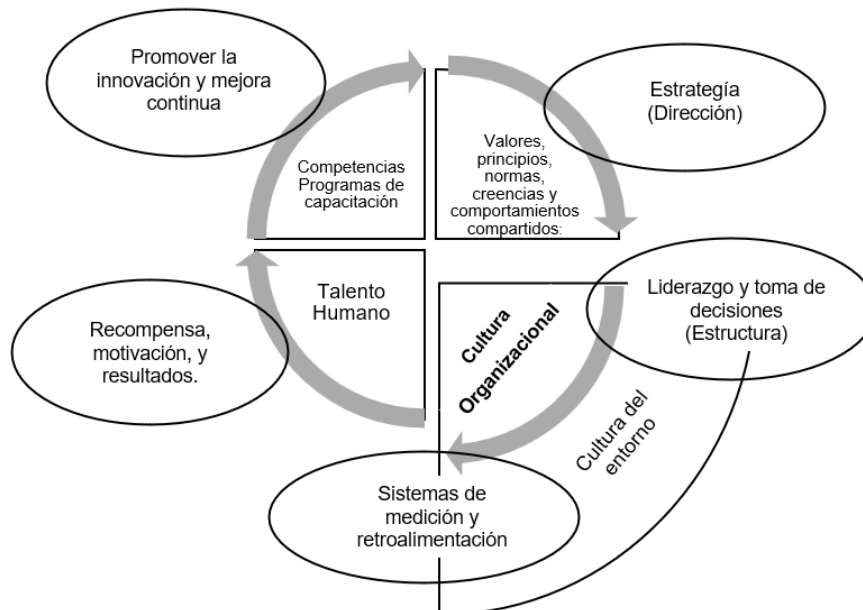 Promover la
innovación y mejora
continua
Estrategía
(Dirección)
Competencias
Programas de
capacitación
Valores,
principios,
normas,
creencias y
comportamientos
compartidos:
Talento
Humano
Cultura
Organizacional
Liderazgo y toma de
decisiones
(Estructura)
Recompensa,
motivación, y
resultados.
Cultura del
entorno
Sistemas de
medición y
retroalimentación